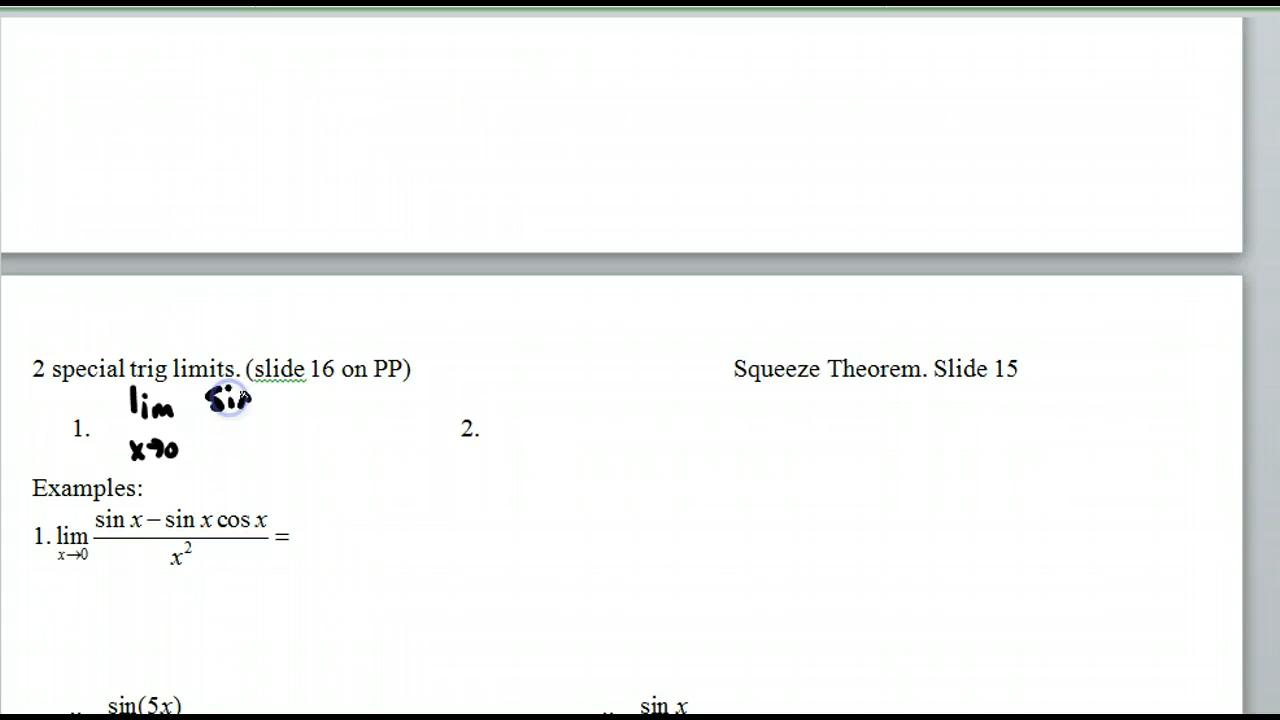 2 special trig limits. (slide 16 on PP)
Squeeze Theorem. Slide 15
lim sin
1.
x→0
2.
Examples:
1. lim x→0 (sin x − sin x cos x) / x² =
sin(5x)
sin x